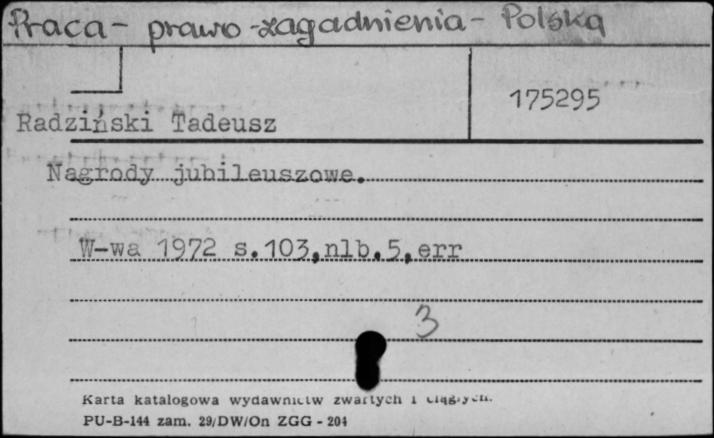 Praca - prawo - zagadnienia - Polska
175295
Radziński Tadeusz
Nagrody jubileuszowe.
W-wa 1972 s.103,nlb.5,err
3
Karta katalogowa wydawnictw zwartych i ciągłych.
PU-B-144 zam. 29/DW/On ZGG - 204